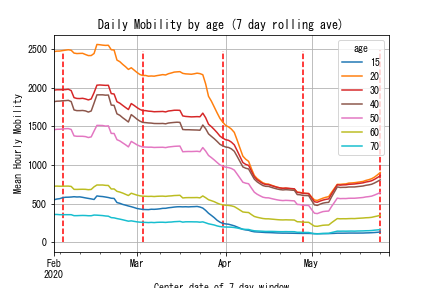 Daily Mobility by age (7 day rolling ave)
Mean Hourly Mobility
2500
2000
1500
1000
500
0
age
15
20
30
40
50
60
70
Feb
2020
Mar
Apr
May
Center date of 7 day window